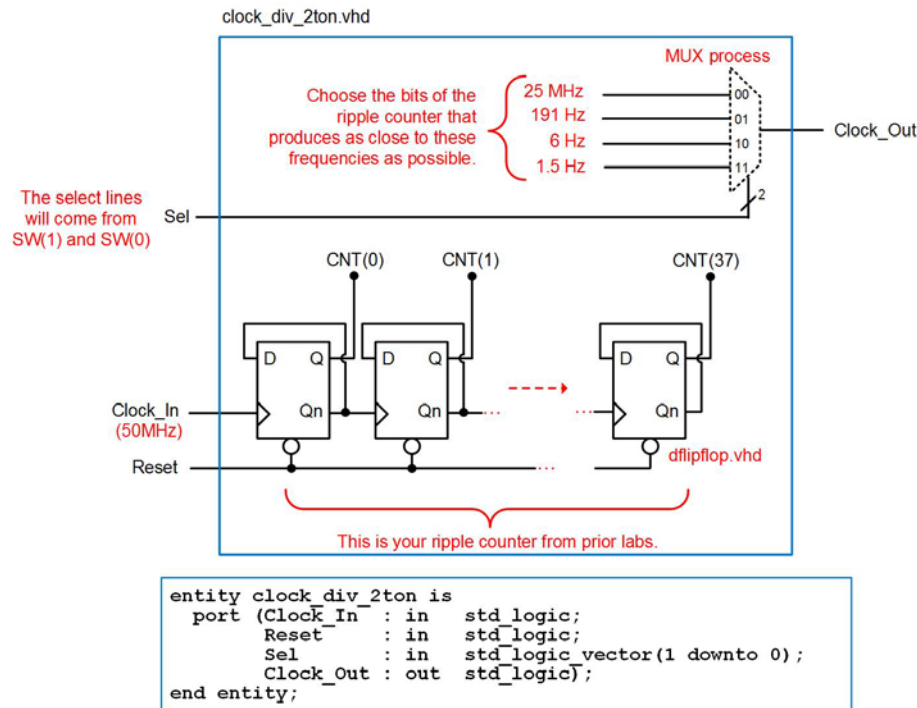 clock_div_2ton.vhd
MUX process
Choose the bits of the
ripple counter that
produces as close to these
frequencies as possible.
25 MHz
191 Hz
6 Hz
1.5 Hz
00
01
10
11
Clock_Out
The select lines
will come from
SW(1) and SW(0)
Sel
2
CNT(0)
CNT(1)
CNT(37)
D
Q
Qn
D
Q
Qn
D
Q
Qn
Clock_In
(50MHz)
Reset
dflipflop.vhd
This is your ripple counter from prior labs.
entity clock_div_2ton is
port (Clock_In : in std_logic;
Reset : in std_logic;
Sel : in std_logic_vector(1 downto 0);
Clock_Out : out std_logic);
end entity;